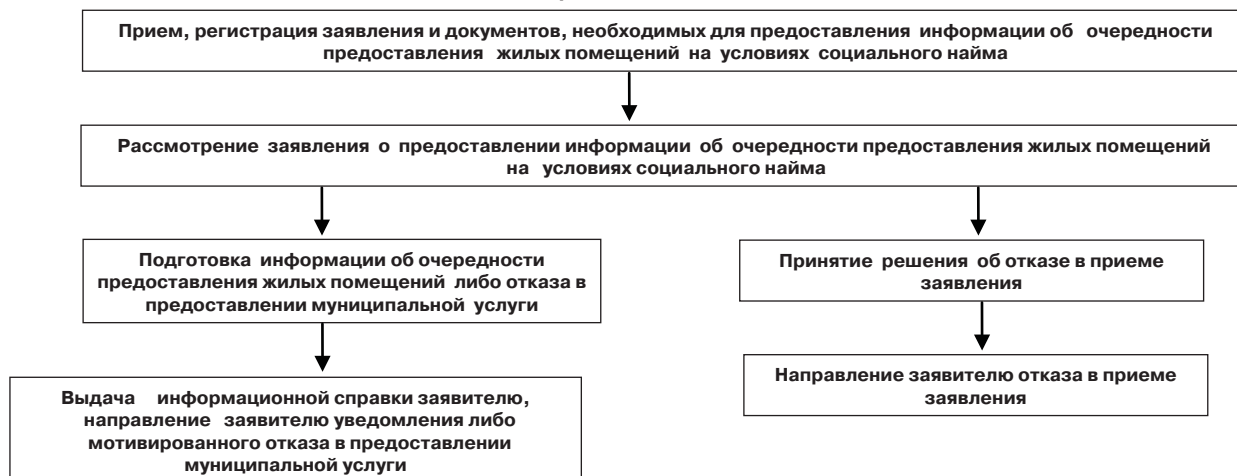 Прием, регистрация заявления и документов, необходимых для предоставления информации об очередности
предоставления жилых помещений на условиях социального найма
Рассмотрение заявления о предоставлении информации об очередности предоставления жилых помещений
на условиях социального найма
Подготовка информации об очередности
предоставления жилых помещений либо отказа в
предоставлении муниципальной услуги
Принятие решения об отказе в приеме
заявления
Выдача информационной справки заявителю,
направление заявителю уведомления либо
мотивированного отказа в предоставлении
муниципальной услуги
Направление заявителю отказа в приеме
заявления